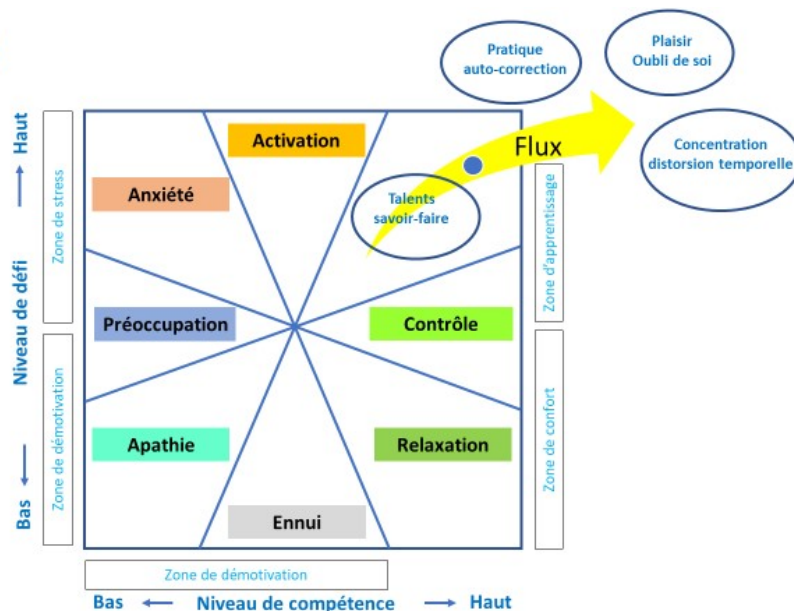 Pratique
auto-correction
Plaisir
Oubli de soi
Concentration
distorsion temporelle
Flux
Talents
savoir-faire
Activation
Anxiété
Préoccupation
Contrôle
Apathie
Relaxation
Ennui
Haut
Niveau de défi
Bas
Zone de stress
Zone de démotivation
Zone d'apprentissage
Zone de confort
Zone de démotivation
Bas
Niveau de compétence
Haut